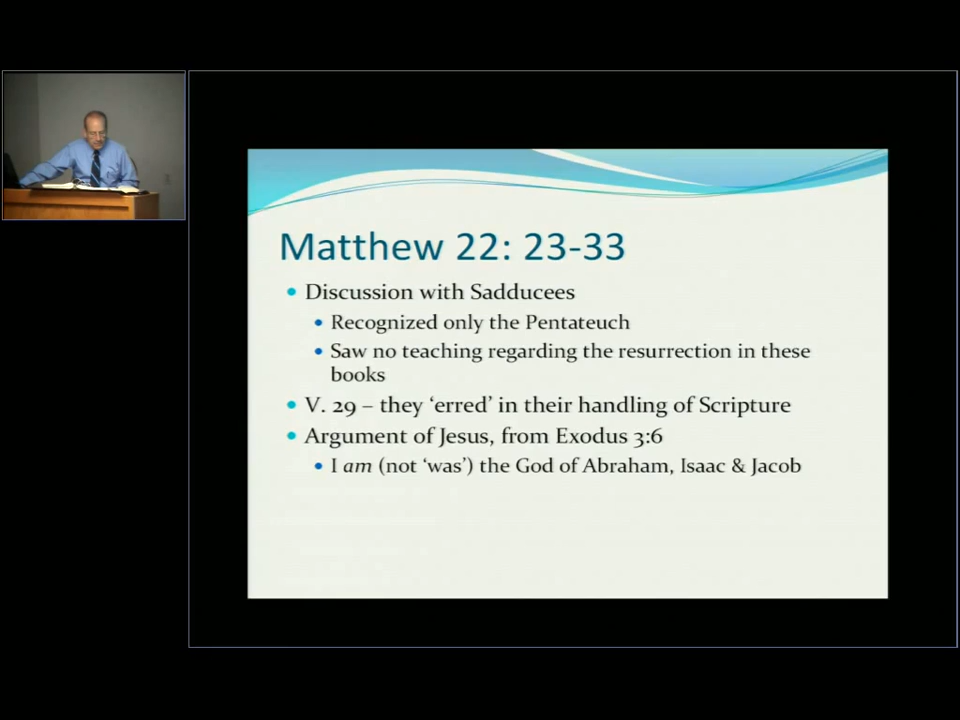 Matthew 22: 23-33
• Discussion with Sadducees
• Recognized only the Pentateuch
• Saw no teaching regarding the resurrection in these
books
• V. 29 – they ‘erred’ in their handling of Scripture
• Argument of Jesus, from Exodus 3:6
• I am (not ‘was’) the God of Abraham, Isaac & Jacob